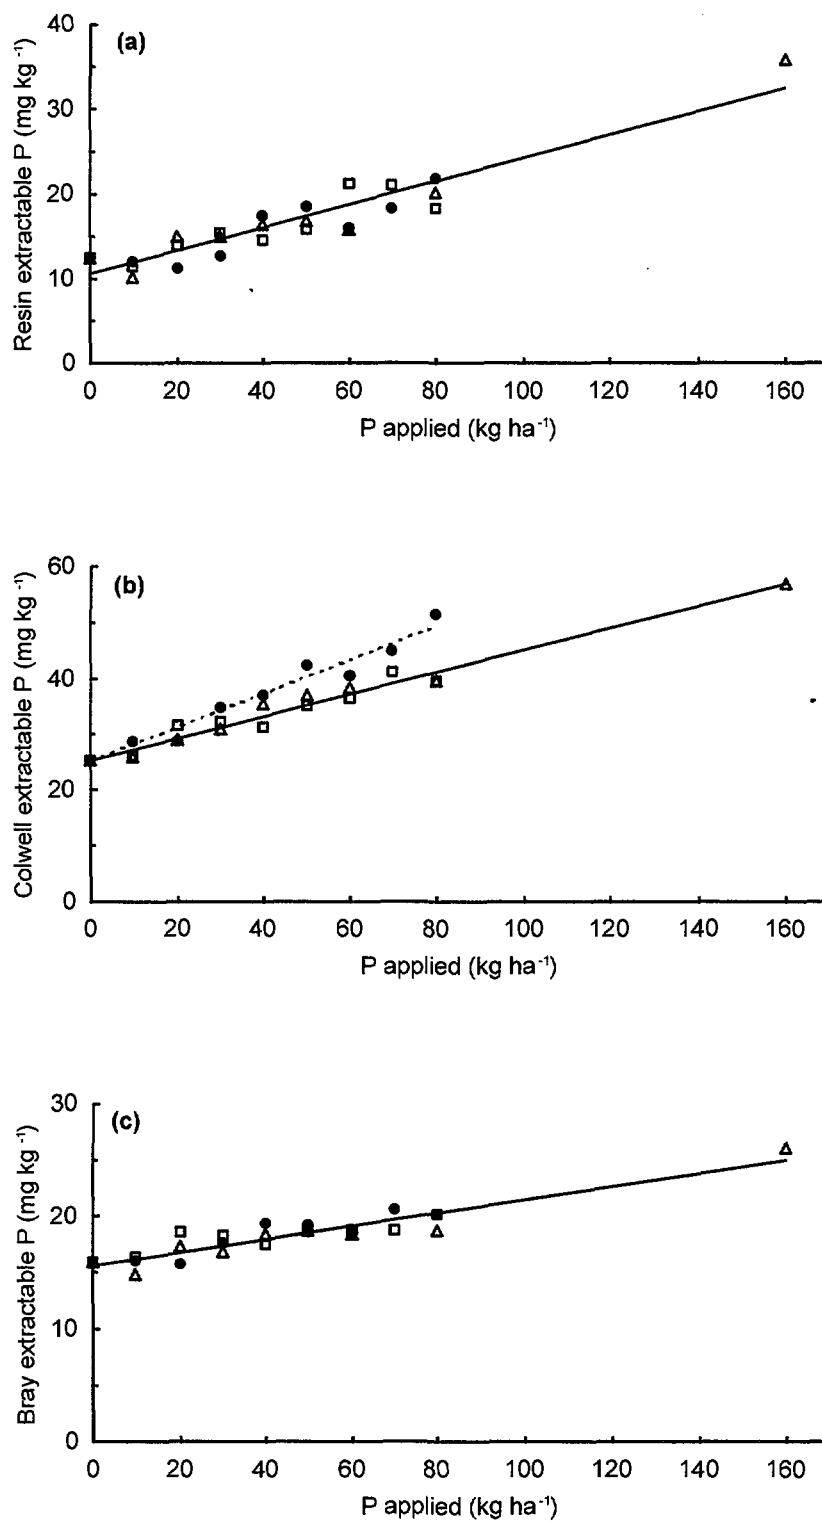 (a)
Resin extractable P (mg kg⁻¹)
40
30
20
10
0
0 20 40 60 80 100 120 140 160
P applied (kg ha⁻¹)
(b)
Colwell extractable P (mg kg⁻¹)
60
40
20
0
0 20 40 60 80 100 120 140 160
P applied (kg ha⁻¹)
(c)
Bray extractable P (mg kg⁻¹)
30
20
10
0
0 20 40 60 80 100 120 140 160
P applied (kg ha⁻¹)